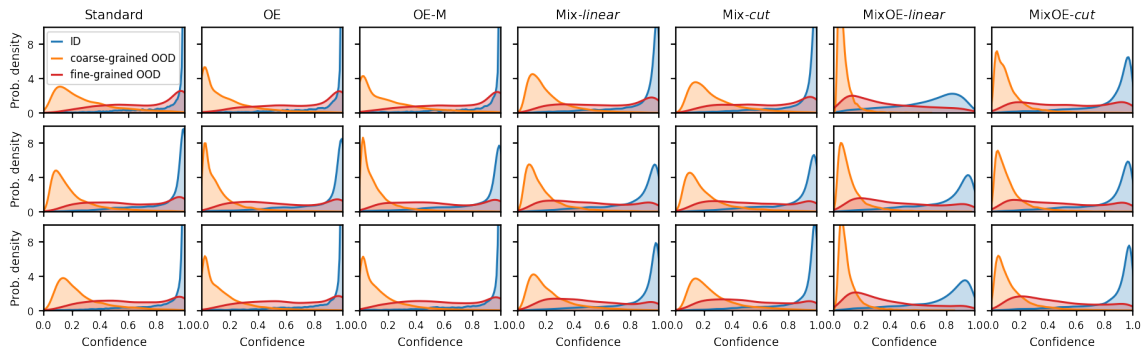 Standard OE OE-M Mix-linear Mix-cut MixOE-linear MixOE-cut
Prob. density
8
4
0
ID
coarse-grained OOD
fine-grained OOD
Prob. density
8
4
0
Prob. density
8
4
0
0.0 0.2 0.4 0.6 0.8 1.0 0.0 0.2 0.4 0.6 0.8 1.0 0.0 0.2 0.4 0.6 0.8 1.0 0.0 0.2 0.4 0.6 0.8 1.0 0.0 0.2 0.4 0.6 0.8 1.0 0.0 0.2 0.4 0.6 0.8 1.0 0.0 0.2 0.4 0.6 0.8 1.0
Confidence Confidence Confidence Confidence Confidence Confidence Confidence